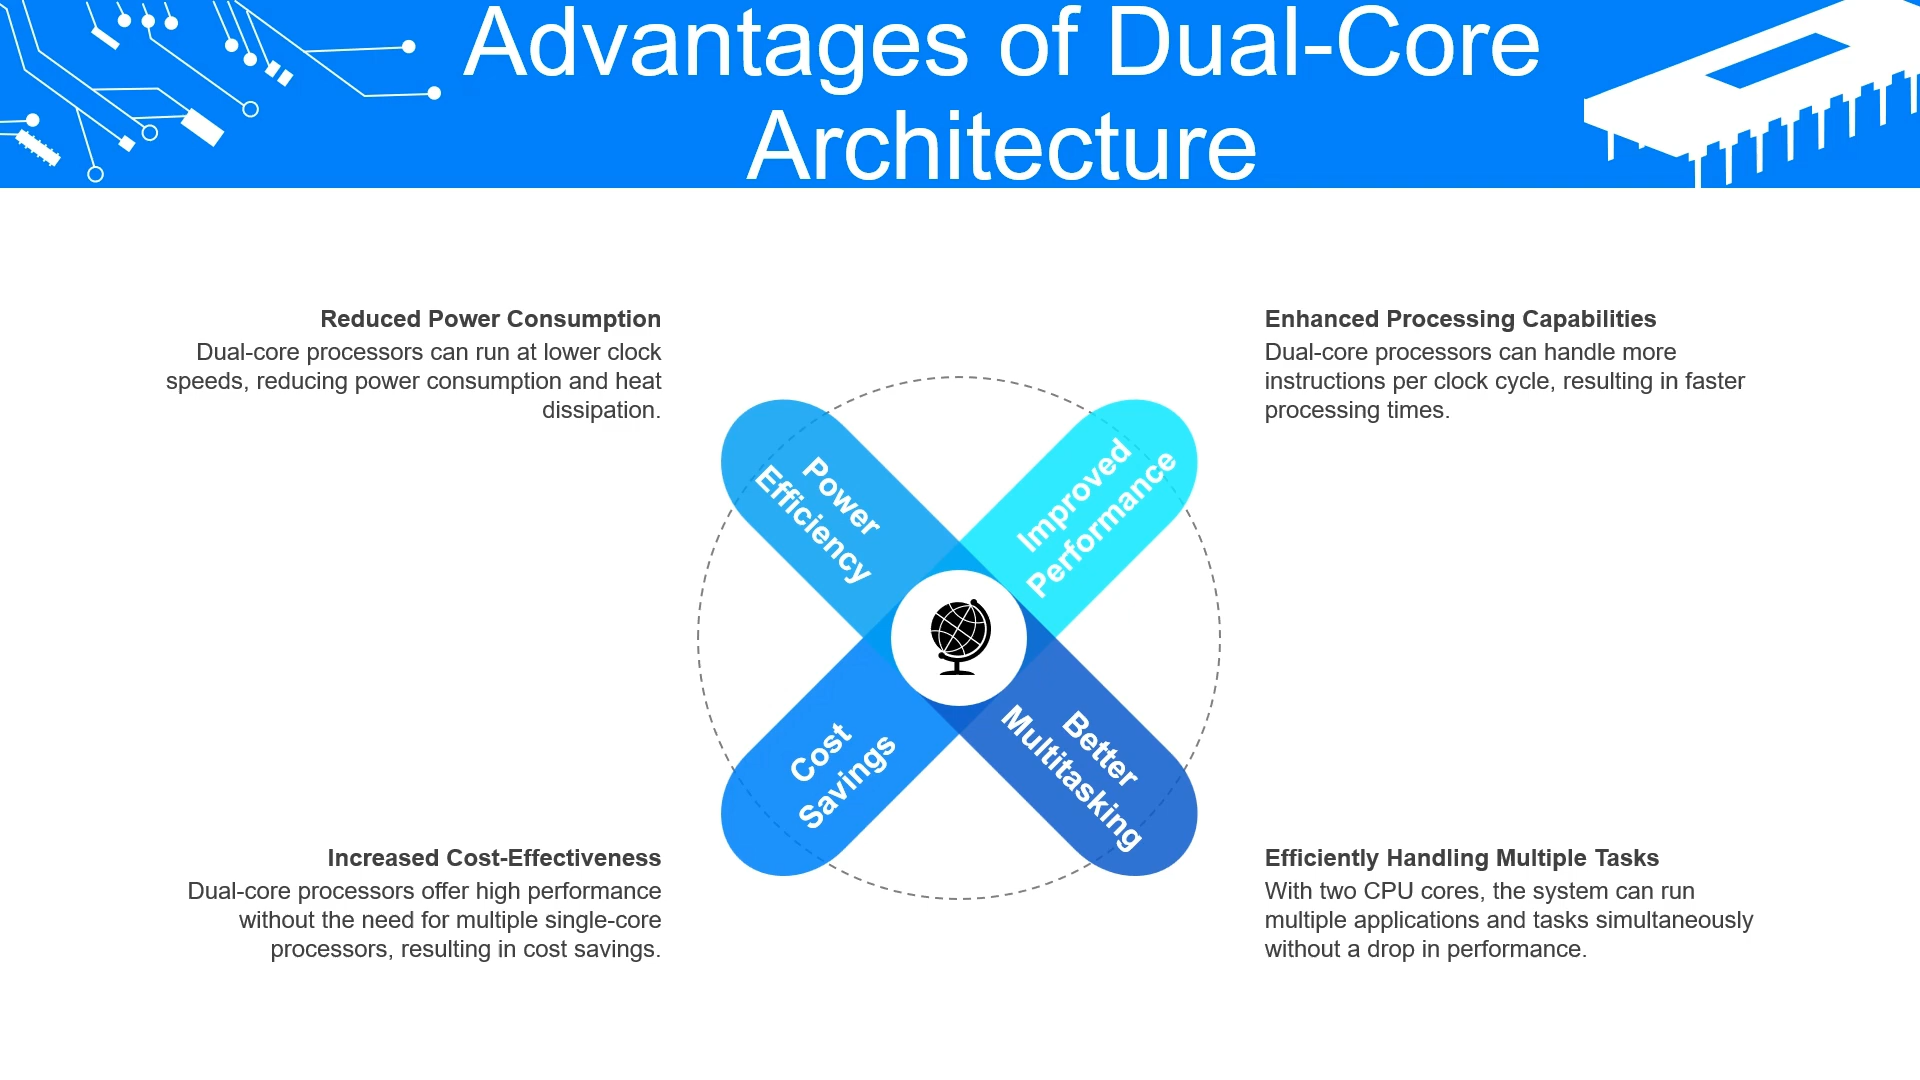 Advantages of Dual-Core
Architecture
Reduced Power Consumption
Dual-core processors can run at lower clock
speeds, reducing power consumption and heat
dissipation.
Enhanced Processing Capabilities
Dual-core processors can handle more
instructions per clock cycle, resulting in faster
processing times.
Power
Efficiency
Improved
Performance
Cost
Savings
Better
Multitasking
Increased Cost-Effectiveness
Dual-core processors offer high performance
without the need for multiple single-core
processors, resulting in cost savings.
Efficiently Handling Multiple Tasks
With two CPU cores, the system can run
multiple applications and tasks simultaneously
without a drop in performance.